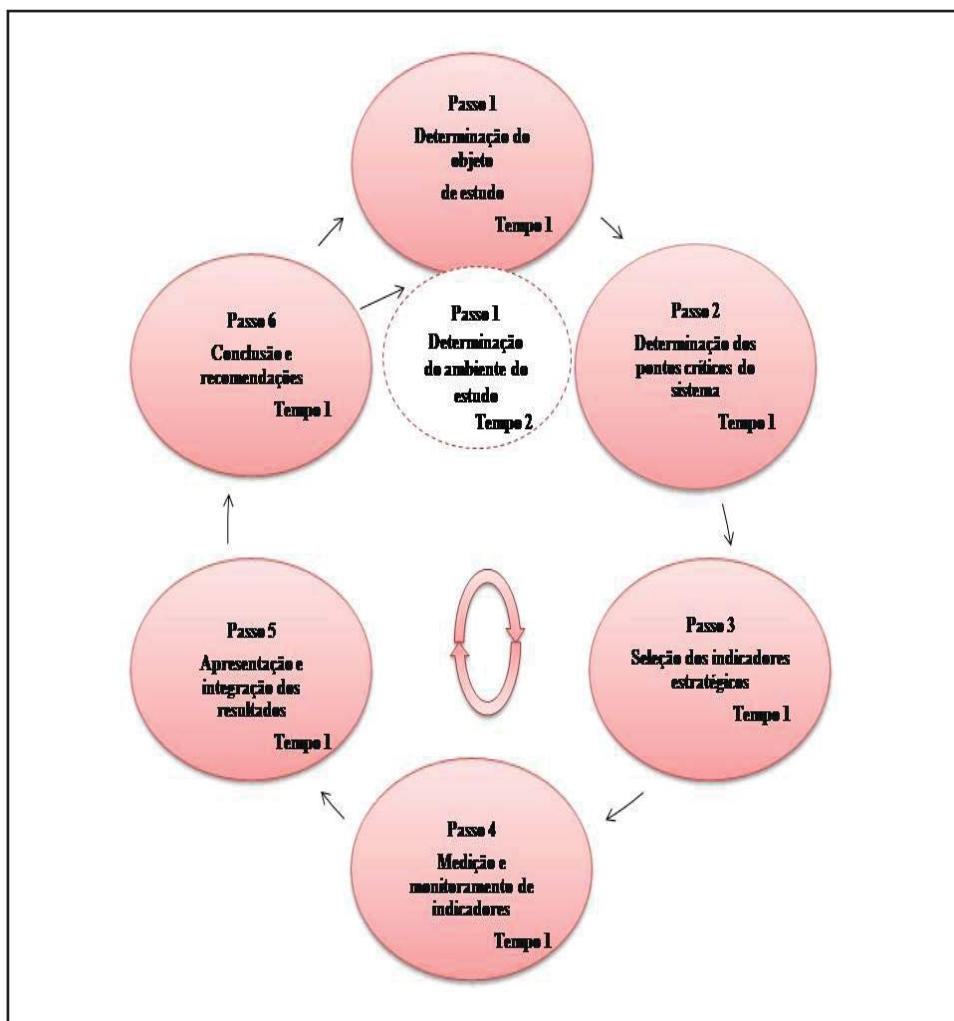 Passo 1
Determinação do
objeto
de estudo
Tempo 1
Passo 1
Determinação
do ambiente do
estudo
Tempo 2
Passo 2
Determinação dos
pontos críticos do
sistema
Tempo 1
Passo 3
Seleção dos indicadores
estratégicos
Tempo 1
Passo 4
Medição e
monitoramento de
indicadores
Tempo 1
Passo 5
Apresentação e
integração dos
resultados
Tempo 1
Passo 6
Conclusão e
recomendações
Tempo 1